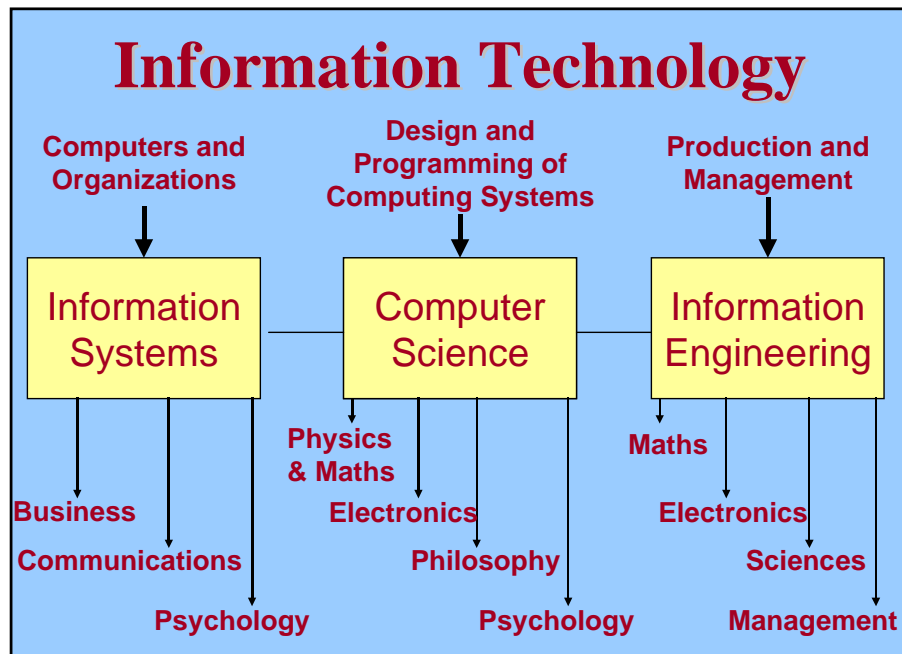 Information Technology
Computers and
Organizations
Design and
Programming of
Computing Systems
Production and
Management
Information
Systems
Computer
Science
Information
Engineering
Business
Communications
Psychology
Physics
& Maths
Electronics
Philosophy
Psychology
Maths
Electronics
Sciences
Management